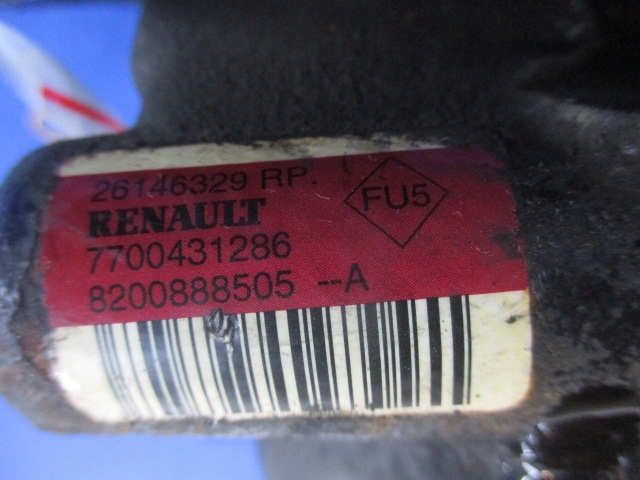 26146329 RP.
FU5
RENAULT
7700431286
8200888505 --A